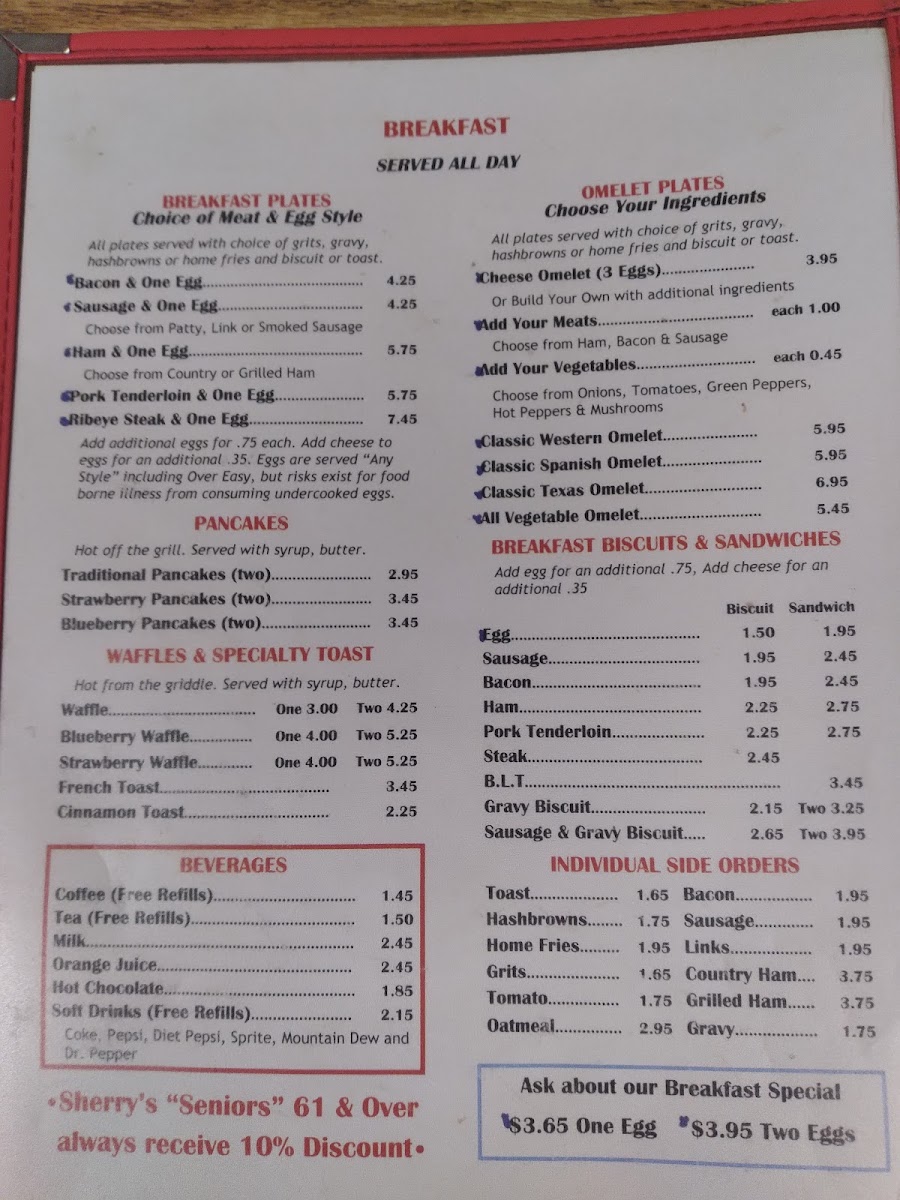 BREAKFAST
SERVED ALL DAY
BREAKFAST PLATES
Choice of Meat & Egg Style
All plates served with choice of grits, gravy,
hashbrowns or home fries and biscuit or toast.
Bacon & One Egg........ 4.25
Sausage & One Egg........ 4.25
Choose from Patty, Link or Smoked Sausage
Ham & One Egg........ 5.75
Choose from Country or Grilled Ham
Pork Tenderloin & One Egg........ 5.75
Ribeye Steak & One Egg........ 7.45
Add additional eggs for .75 each. Add cheese to
eggs for an additional .35. Eggs are served “Any
Style” including Over Easy, but risks exist for food
borne illness from consuming undercooked eggs.
PANCAKES
Hot off the grill. Served with syrup, butter.
Traditional Pancakes (two)........ 2.95
Strawberry Pancakes (two)........ 3.45
Blueberry Pancakes (two)........ 3.45
WAFFLES & SPECIALTY TOAST
Hot from the griddle. Served with syrup, butter.
Waffle........ One 3.00 Two 4.25
Blueberry Waffle........ One 4.00 Two 5.25
Strawberry Waffle........ One 4.00 Two 5.25
French Toast........ 3.45
Cinnamon Toast........ 2.25
BEVERAGES
Coffee (Free Refills)........ 1.45
Tea (Free Refills)........ 1.50
Milk........ 2.45
Orange Juice........ 2.45
Hot Chocolate........ 1.85
Soft Drinks (Free Refills)........ 2.15
Coke, Pepsi, Diet Pepsi, Sprite, Mountain Dew and
Dr. Pepper
•Sherry's “Seniors” 61 & Over
always receive 10% Discount•
OMELET PLATES
Choose Your Ingredients
All plates served with choice of grits, gravy,
hashbrowns or home fries and biscuit or toast.
Cheese Omelet (3 Eggs)........ 3.95
Or Build Your Own with additional ingredients
Add Your Meats........ each 1.00
Choose from Ham, Bacon & Sausage
Add Your Vegetables........ each 0.45
Choose from Onions, Tomatoes, Green Peppers,
Hot Peppers & Mushrooms
Classic Western Omelet........ 5.95
Classic Spanish Omelet........ 5.95
Classic Texas Omelet........ 6.95
All Vegetable Omelet........ 5.45
BREAKFAST BISCUITS & SANDWICHES
Add egg for an additional .75, Add cheese for an
additional .35
Biscuit Sandwich
Egg........ 1.50 1.95
Sausage........ 1.95 2.45
Bacon........ 1.95 2.45
Ham........ 2.25 2.75
Pork Tenderloin........ 2.25 2.75
Steak........ 2.45
B.L.T........ 3.45
Gravy Biscuit........ 2.15 Two 3.25
Sausage & Gravy Biscuit..... 2.65 Two 3.95
INDIVIDUAL SIDE ORDERS
Toast........ 1.65 Bacon........ 1.95
Hashbrowns....... 1.75 Sausage........ 1.95
Home Fries........ 1.95 Links........ 1.95
Grits........ 1.65 Country Ham.... 3.75
Tomato........ 1.75 Grilled Ham...... 3.75
Oatmeal........ 2.95 Gravy........ 1.75
Ask about our Breakfast Special
$3.65 One Egg $3.95 Two Eggs